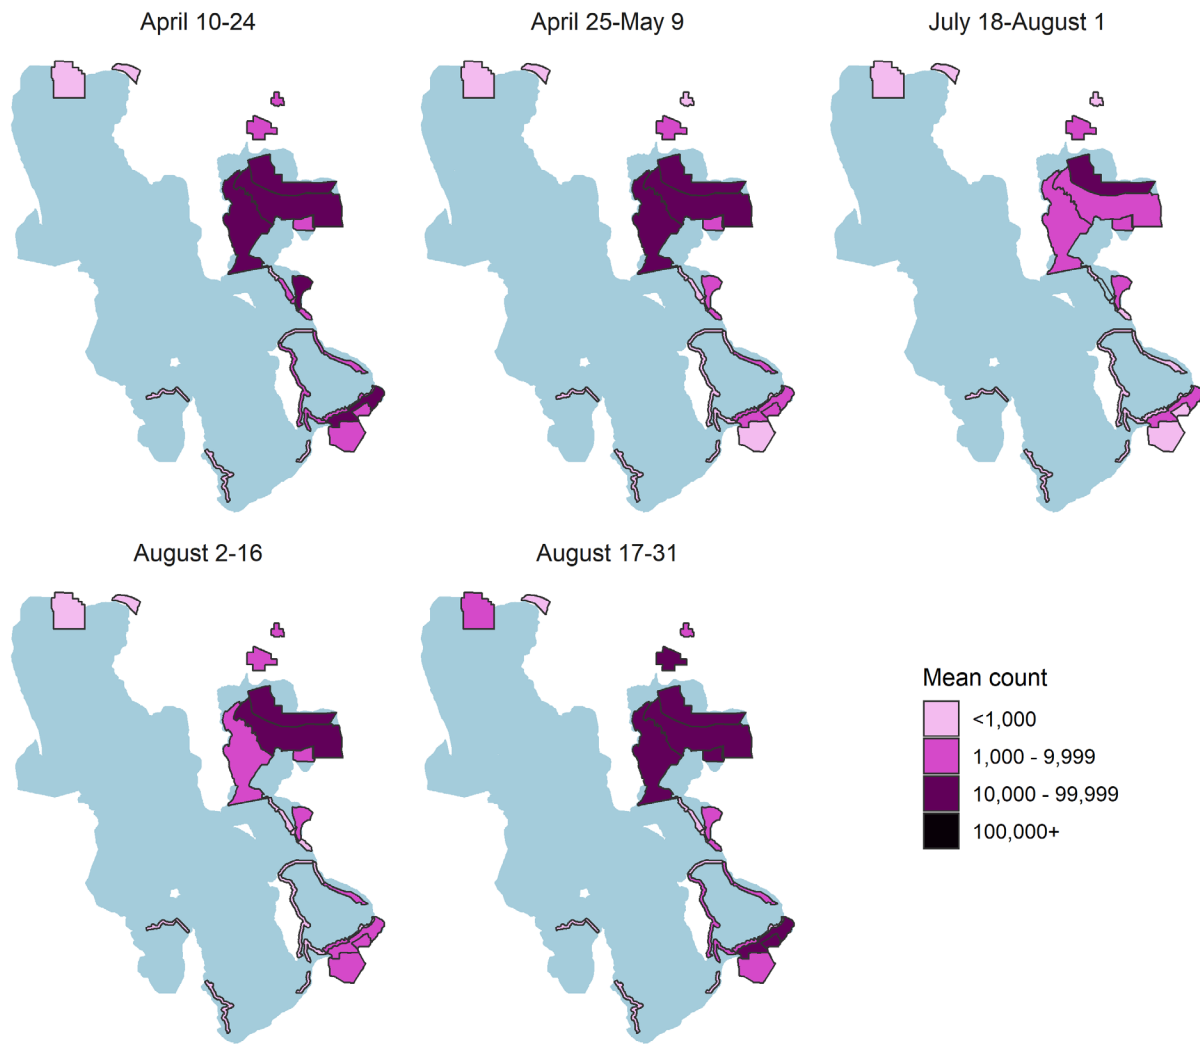 April 10-24
April 25-May 9
July 18-August 1
August 2-16
August 17-31
Mean count
<1,000
1,000 - 9,999
10,000 - 99,999
100,000+